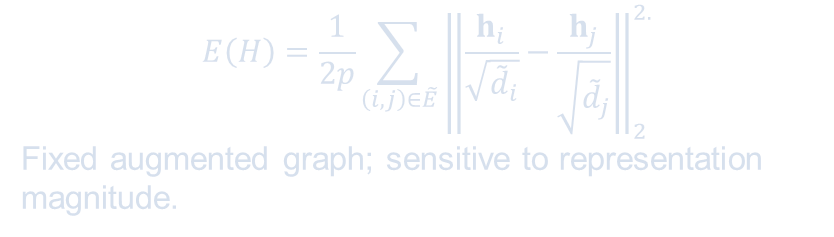 E(H) = \frac{1}{2p} \sum_{(i,j)∈\tilde{E}} \left\| \frac{\mathbf{h}_i}{\sqrt{\tilde{d}_i}} - \frac{\mathbf{h}_j}{\sqrt{\tilde{d}_j}} \right\|_2^{2.}
Fixed augmented graph; sensitive to representation
magnitude.